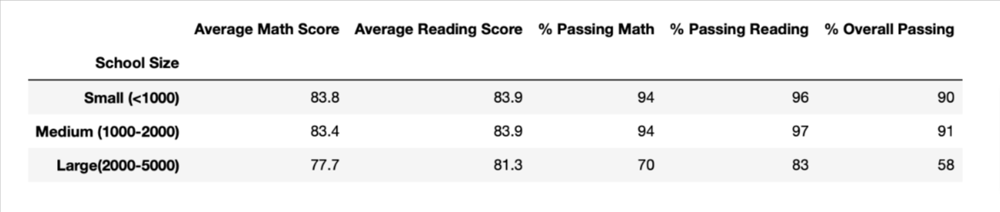 Average Math Score Average Reading Score % Passing Math % Passing Reading % Overall Passing
School Size
Small (<1000) 83.8 83.9 94 96 90
Medium (1000-2000) 83.4 83.9 94 97 91
Large(2000-5000) 77.7 81.3 70 83 58